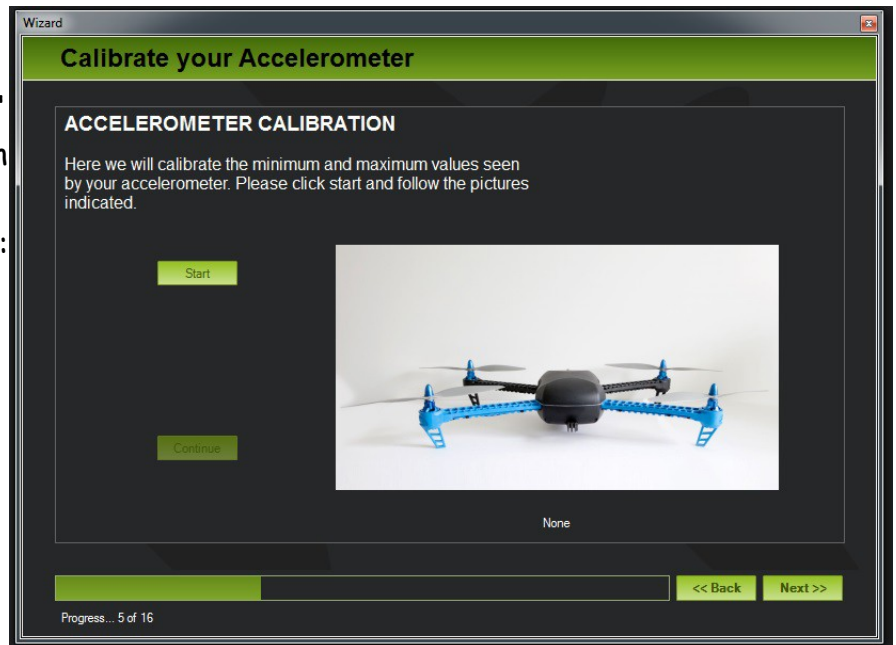 Wizard
Calibrate your Accelerometer
ACCELEROMETER CALIBRATION
Here we will calibrate the minimum and maximum values seen
by your accelerometer. Please click start and follow the pictures
indicated.
Start
Continue
None
<< Back Next >>
Progress... 5 of 16